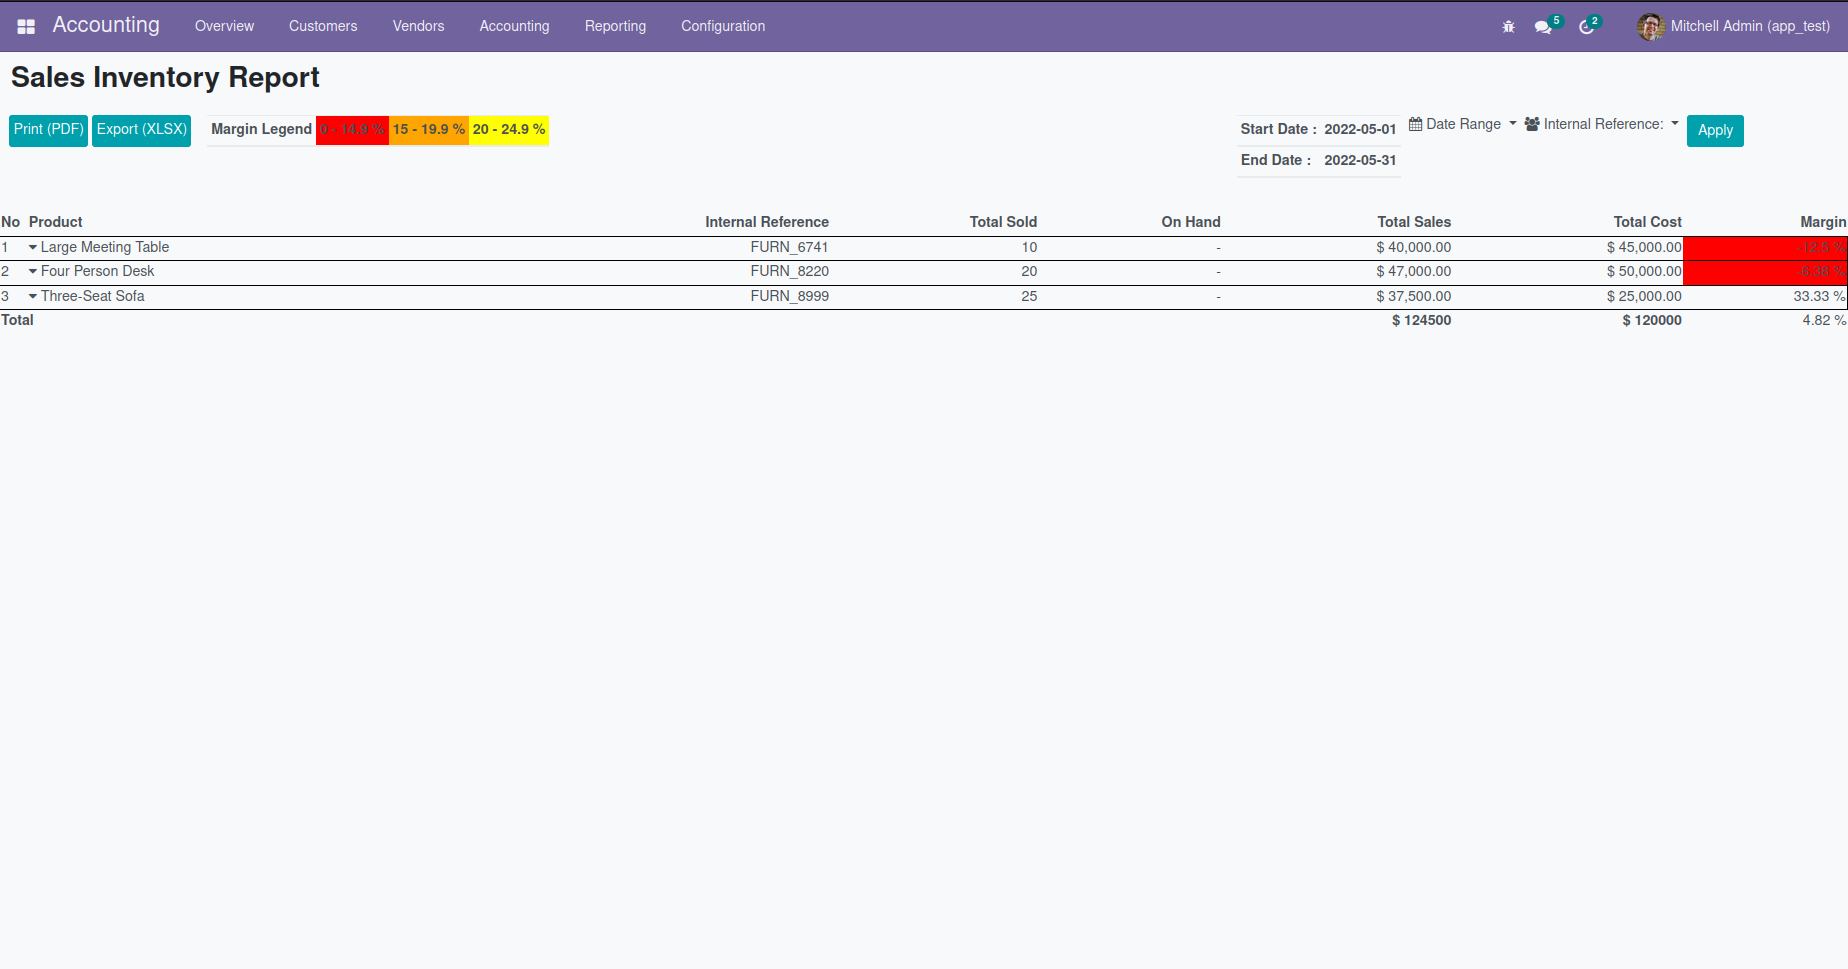 Accounting Overview Customers Vendors Accounting Reporting Configuration 5 2 Mitchell Admin (app_test)
Sales Inventory Report
Print (PDF) Export (XLSX) Margin Legend 0 - 14.9 % 15 - 19.9 % 20 - 24.9 % Start Date : 2022-05-01 Date Range Internal Reference: Apply
End Date : 2022-05-31
No Product Internal Reference Total Sold On Hand Total Sales Total Cost Margin
1 Large Meeting Table FURN_6741 10 - $ 40,000.00 $ 45,000.00 -12.5 %
2 Four Person Desk FURN_8220 20 - $ 47,000.00 $ 50,000.00 -6.38 %
3 Three-Seat Sofa FURN_8999 25 - $ 37,500.00 $ 25,000.00 33.33 %
Total $ 124500 $ 120000 4.82 %